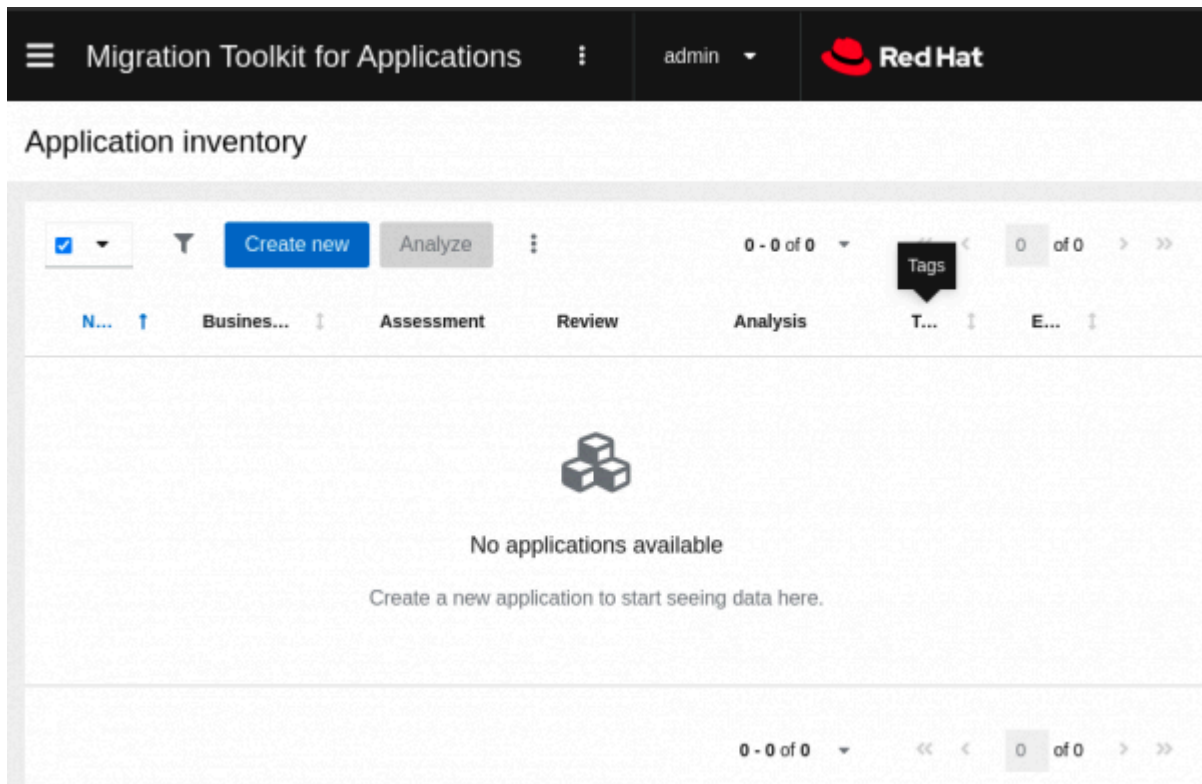 Migration Toolkit for Applications admin Red Hat
Application inventory
Create new Analyze 0 - 0 of 0 0 of 0
Tags
N... Busines... Assessment Review Analysis T... E...
No applications available
Create a new application to start seeing data here.
0 - 0 of 0 0 of 0